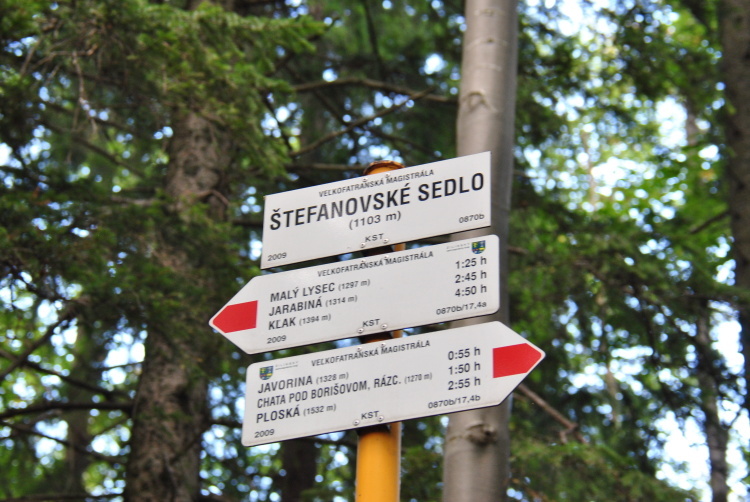 VEĽKOFATRANSKÁ MAGISTRÁLA
ŠTEFANOVSKÉ SEDLO
(1103 m)
0870b
2009 KST
VEĽKOFATRANSKÁ MAGISTRÁLA
MALÝ LYSEC (1297 m) 1:25 h
JARABINÁ (1314 m) 2:45 h
KLAK (1394 m) 4:50 h
2009 KST 0870b/17,4a
VEĽKOFATRANSKÁ MAGISTRÁLA
JAVORINA (1328 m) 0:55 h
CHATA POD BORIŠOVOM, RÁZC. (1270 m) 1:50 h
PLOSKÁ (1532 m) 2:55 h
2009 KST 0870b/17,4b